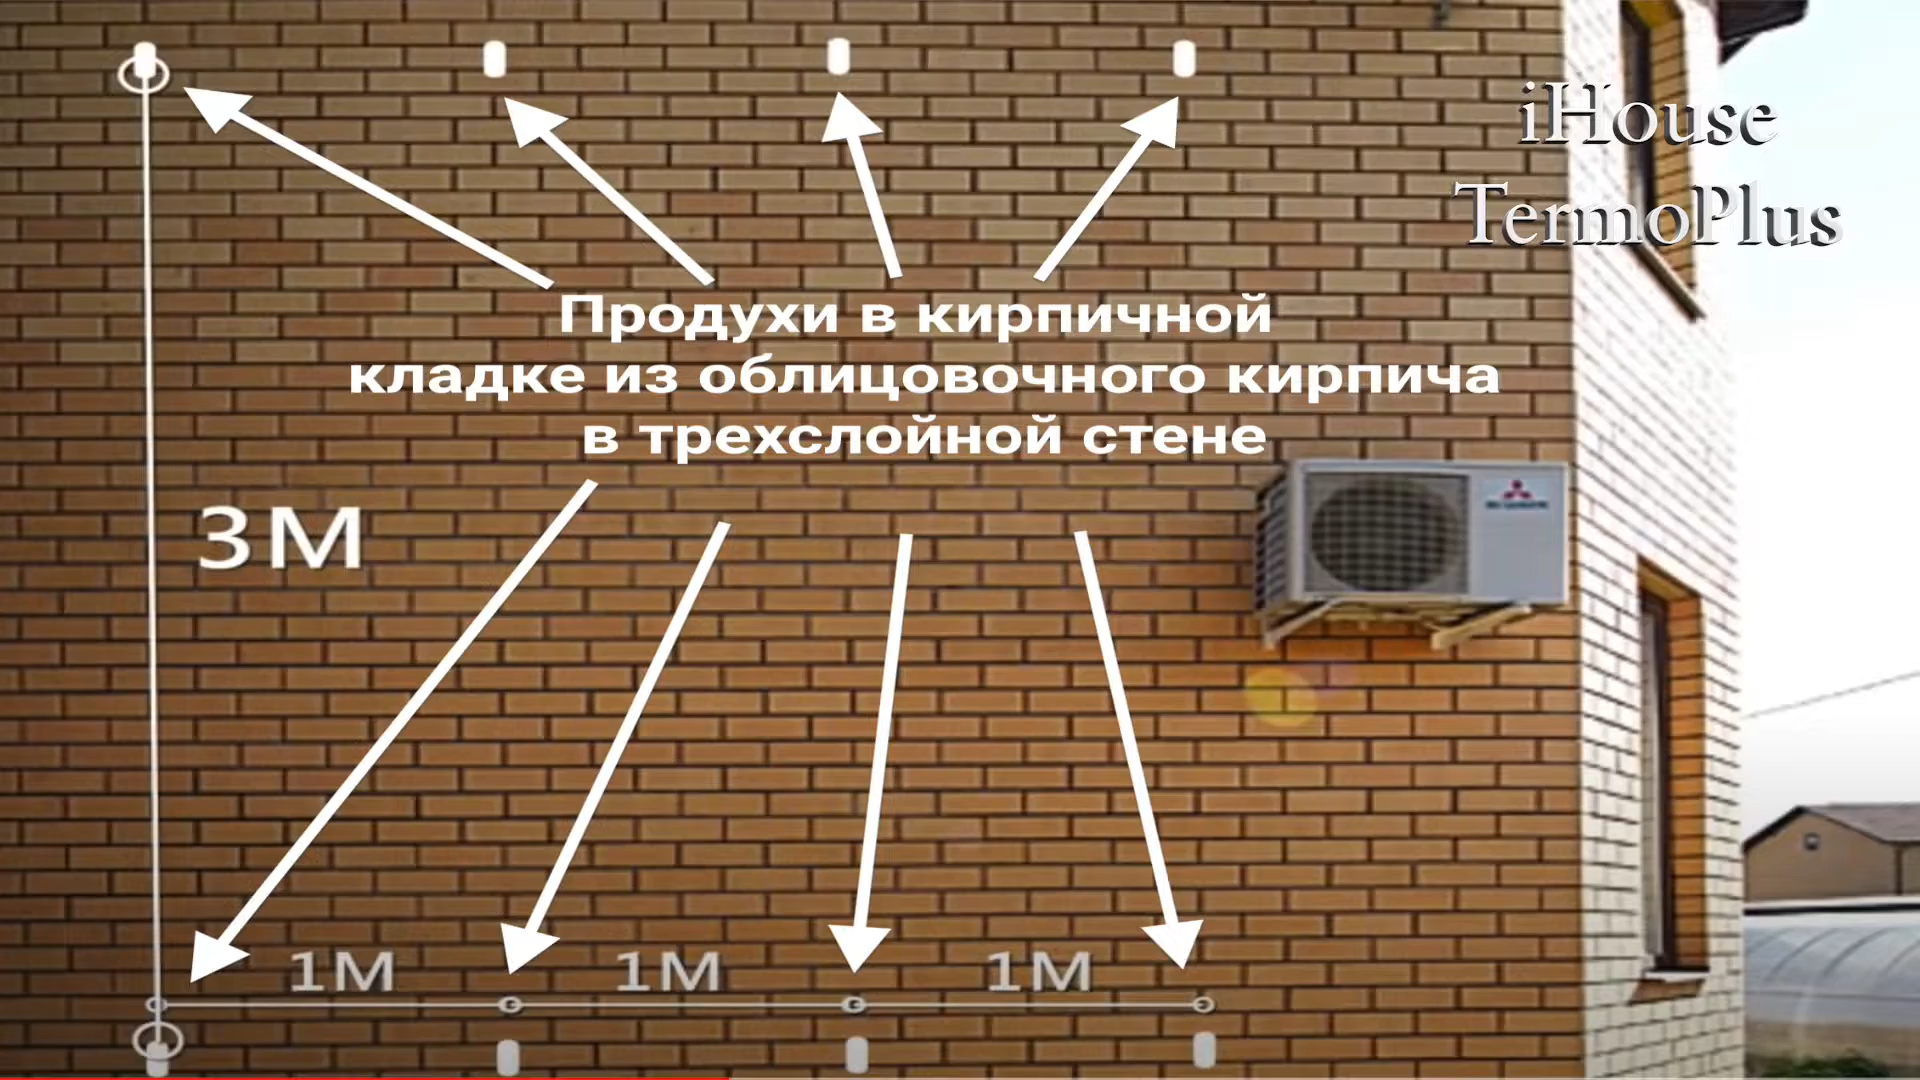 iHouse
TermoPlus
Продухи в кирпичной
кладке из облицовочного кирпича
в трехслойной стене
3М
1М 1М 1М